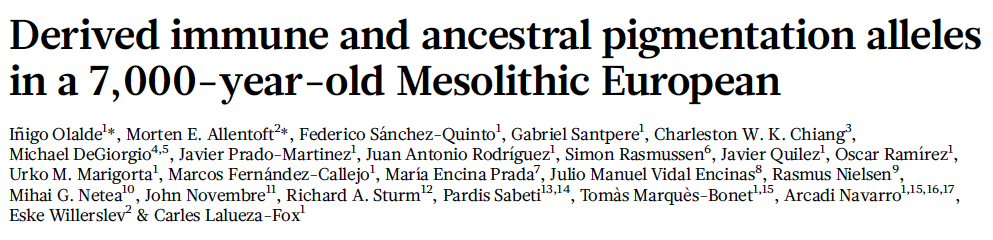 Derived immune and ancestral pigmentation alleles
in a 7,000-year-old Mesolithic European
Iñigo Olalde1*, Morten E. Allentoft2*, Federico Sánchez-Quinto1, Gabriel Santpere1, Charleston W. K. Chiang3,
Michael DeGiorgio4,5, Javier Prado-Martinez1, Juan Antonio Rodríguez1, Simon Rasmussen6, Javier Quilez1, Oscar Ramírez1,
Urko M. Marigorta1, Marcos Fernández-Callejo1, María Encina Prada7, Julio Manuel Vidal Encinas8, Rasmus Nielsen9,
Mihai G. Netea10, John Novembre11, Richard A. Sturm12, Pardis Sabeti13,14, Tomàs Marquès-Bonet1,15, Arcadi Navarro1,15,16,17,
Eske Willerslev2 & Carles Lalueza-Fox1